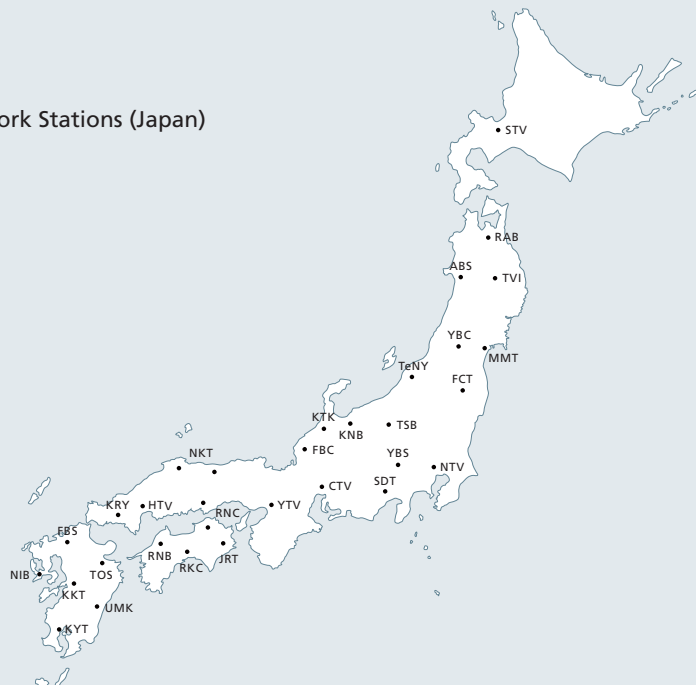 ork Stations (Japan)
STV
RAB
ABS
TVI
YBC
MMT
TeNY
FCT
KTK
KNB
TSB
FBC
YBS
NTV
NKT
CTV
SDT
KRY
HTV
RNC
YTV
FBS
RNB
RKC
JRT
NIB
TOS
KKT
UMK
KYT